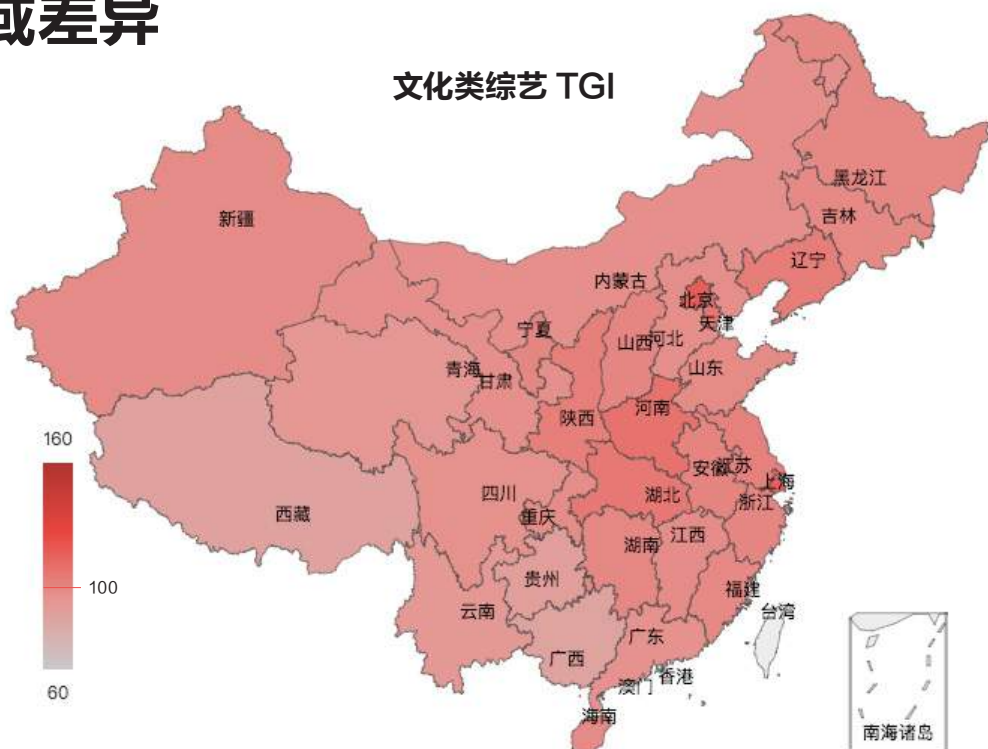 域差异
文化类综艺 TGI
黑龙江
吉林
新疆
辽宁
内蒙古
北京
天津
宁夏
山西
河北
青海
甘肃
山东
河南
陕西
160
安徽
江苏
上海
四川
湖北
浙江
西藏
重庆
江西
湖南
贵州
100
福建
云南
台湾
广东
广西
香港
澳门
60
海南
南海诸岛